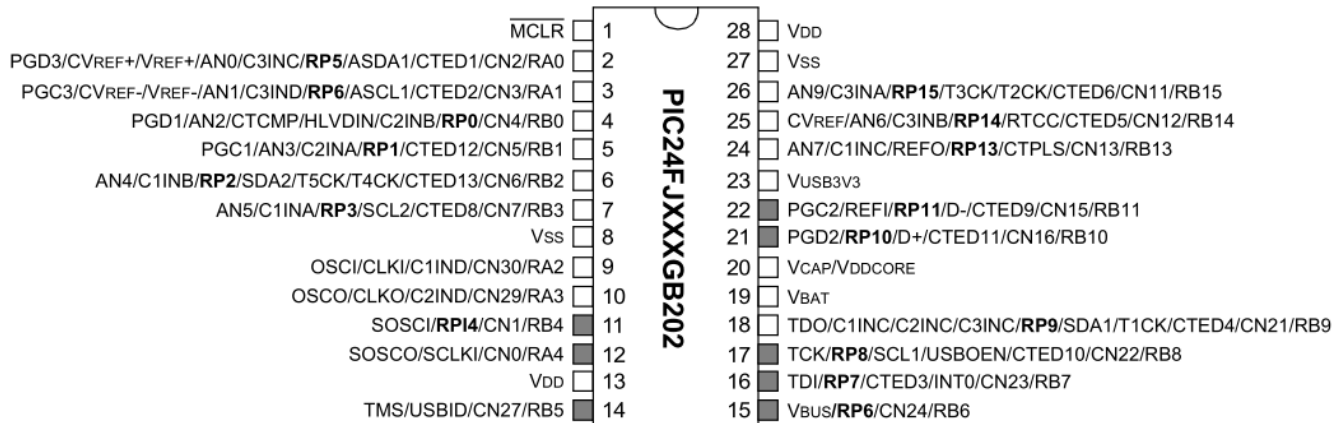 MCLR 1
28 VDD
PGD3/CVREF+/VREF+/AN0/C3INC/RP5/ASDA1/CTED1/CN2/RA0 2
27 VSS
PGC3/CVREF-/VREF-/AN1/C3IND/RP6/ASCL1/CTED2/CN3/RA1 3
26 AN9/C3INA/RP15/T3CK/T2CK/CTED6/CN11/RB15
PGD1/AN2/CTCMP/HLVDIN/C2INB/RP0/CN4/RB0 4
25 CVREF/AN6/C3INB/RP14/RTCC/CTED5/CN12/RB14
PGC1/AN3/C2INA/RP1/CTED12/CN5/RB1 5
24 AN7/C1INC/REFO/RP13/CTPLS/CN13/RB13
AN4/C1INB/RP2/SDA2/T5CK/T4CK/CTED13/CN6/RB2 6
23 VUSB3V3
AN5/C1INA/RP3/SCL2/CTED8/CN7/RB3 7
22 PGC2/REFI/RP11/D-/CTED9/CN15/RB11
VSS 8
21 PGD2/RP10/D+/CTED11/CN16/RB10
OSCI/CLKI/C1IND/CN30/RA2 9
20 VCAP/VDDCORE
OSCO/CLKO/C2IND/CN29/RA3 10
19 VBAT
SOSCI/RPI4/CN1/RB4 11
18 TDO/C1INC/C2INC/C3INC/RP9/SDA1/T1CK/CTED4/CN21/RB9
SOSCO/SCLKI/CN0/RA4 12
17 TCK/RP8/SCL1/USBOEN/CTED10/CN22/RB8
VDD 13
16 TDI/RP7/CTED3/INT0/CN23/RB7
TMS/USBID/CN27/RB5 14
15 VBUS/RP6/CN24/RB6
PIC24FJXXXGB202